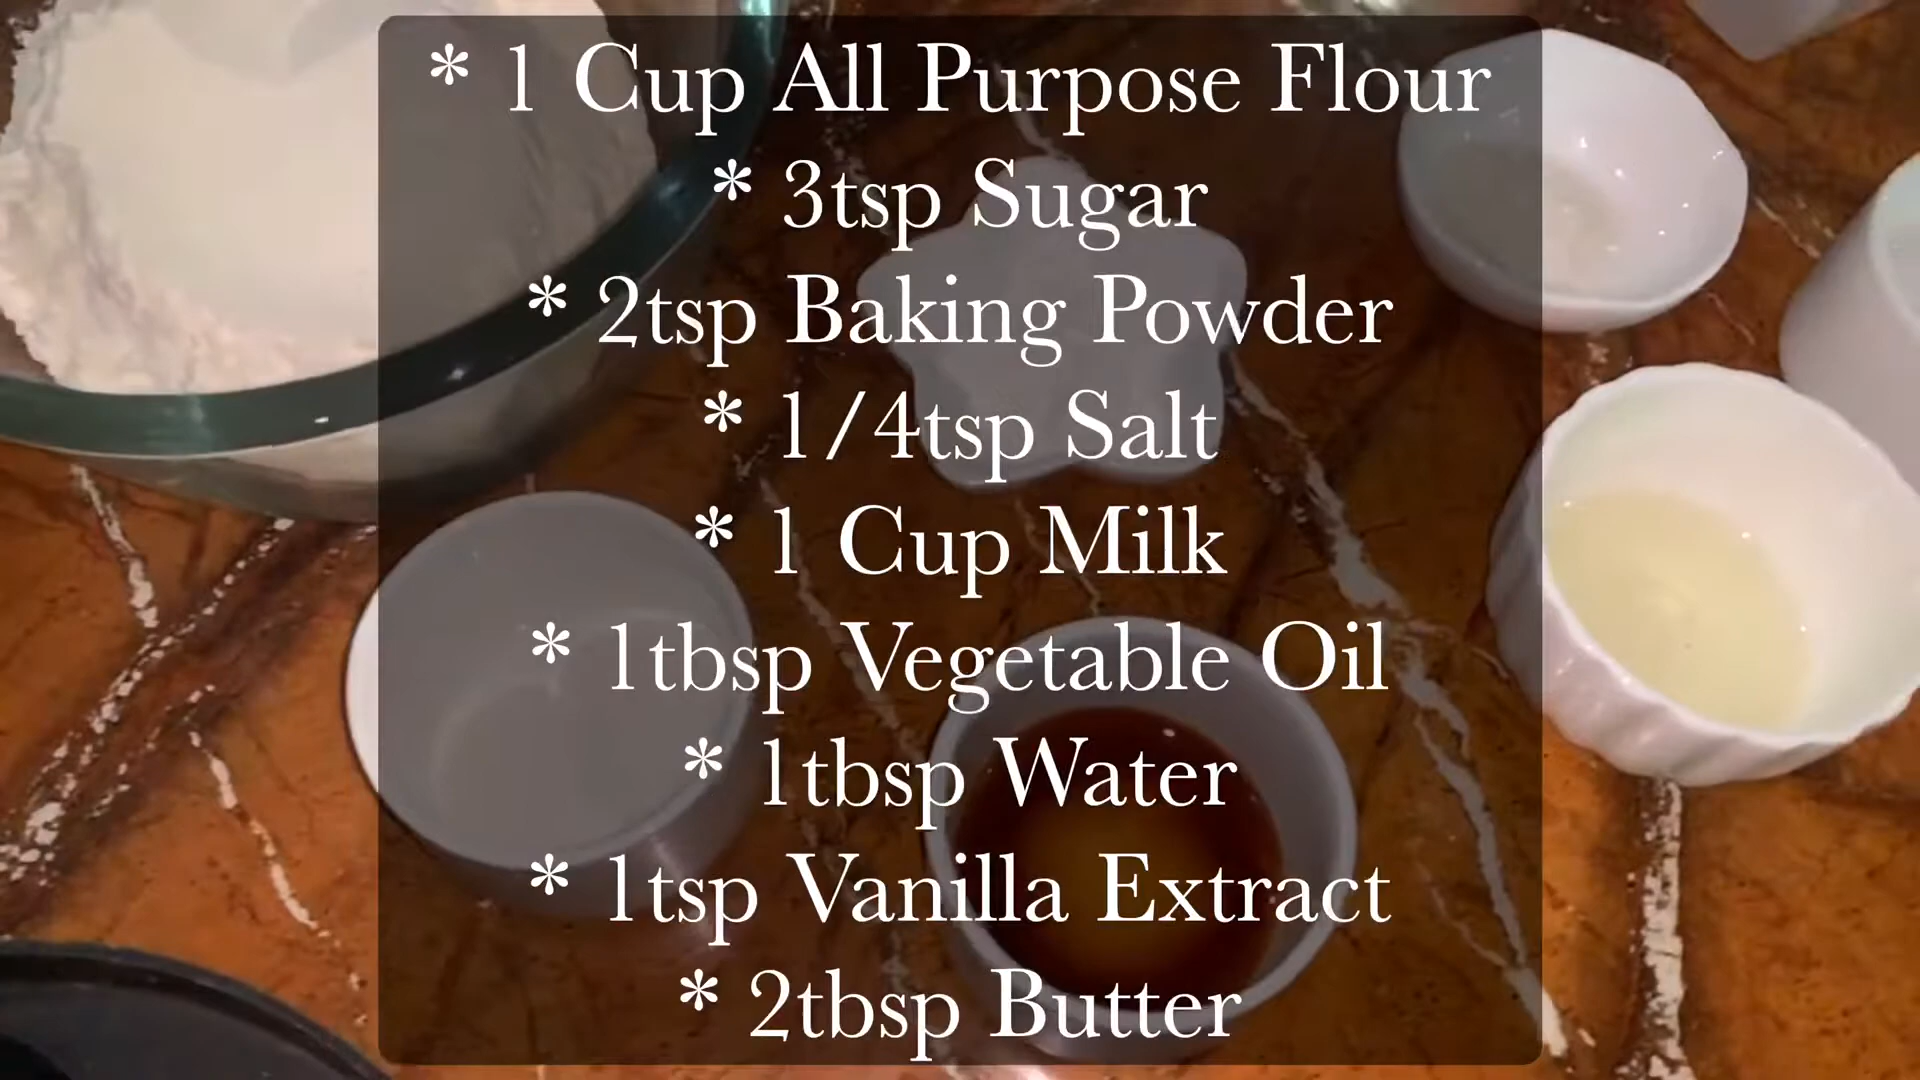 * 1 Cup All Purpose Flour
* 3tsp Sugar
* 2tsp Baking Powder
* 1/4tsp Salt
* 1 Cup Milk
* 1tbsp Vegetable Oil
* 1tbsp Water
* 1tsp Vanilla Extract
* 2tbsp Butter